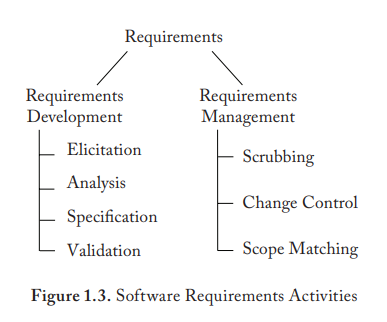 Requirements
Requirements
Development
Elicitation
Analysis
Specification
Validation
Requirements
Management
Scrubbing
Change Control
Scope Matching
Figure 1.3. Software Requirements Activities